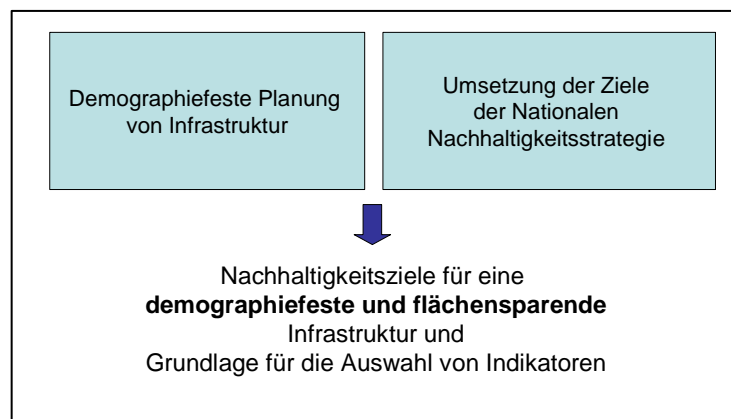 Demographiefeste Planung
von Infrastruktur
Umsetzung der Ziele
der Nationalen
Nachhaltigkeitsstrategie
Nachhaltigkeitsziele für eine
demographiefeste und flächensparende
Infrastruktur und
Grundlage für die Auswahl von Indikatoren